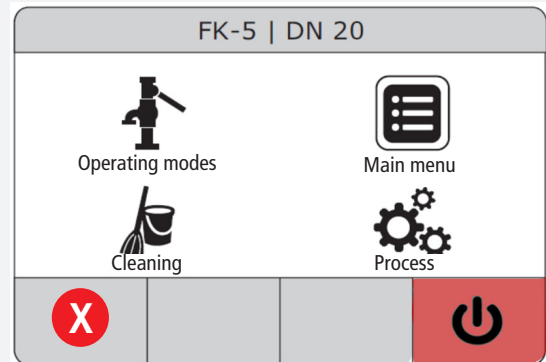 FK-5 | DN 20
Operating modes
Main menu
Cleaning
Process
X